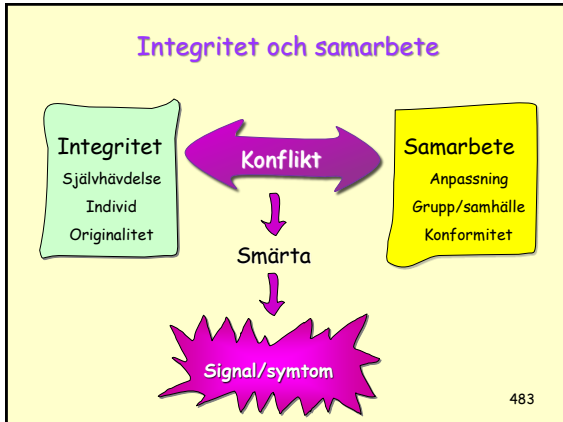 Integritet och samarbete
Integritet
Självhävdelse
Individ
Originalitet
Konflikt
Samarbete
Anpassning
Grupp/samhälle
Konformitet
Smärta
Signal/symtom
483